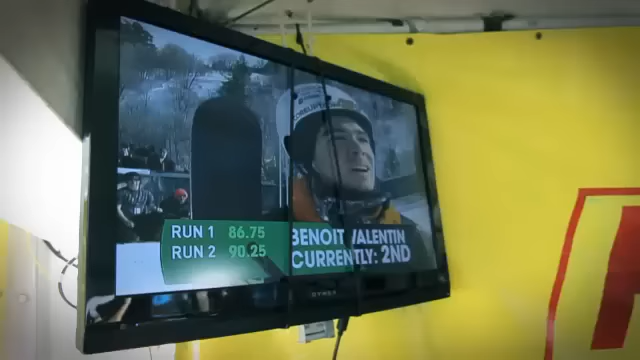 RUN 1 86.75
RUN 2 90.25
BENOIT VALENTIN
CURRENTLY: 2ND
DYNEX